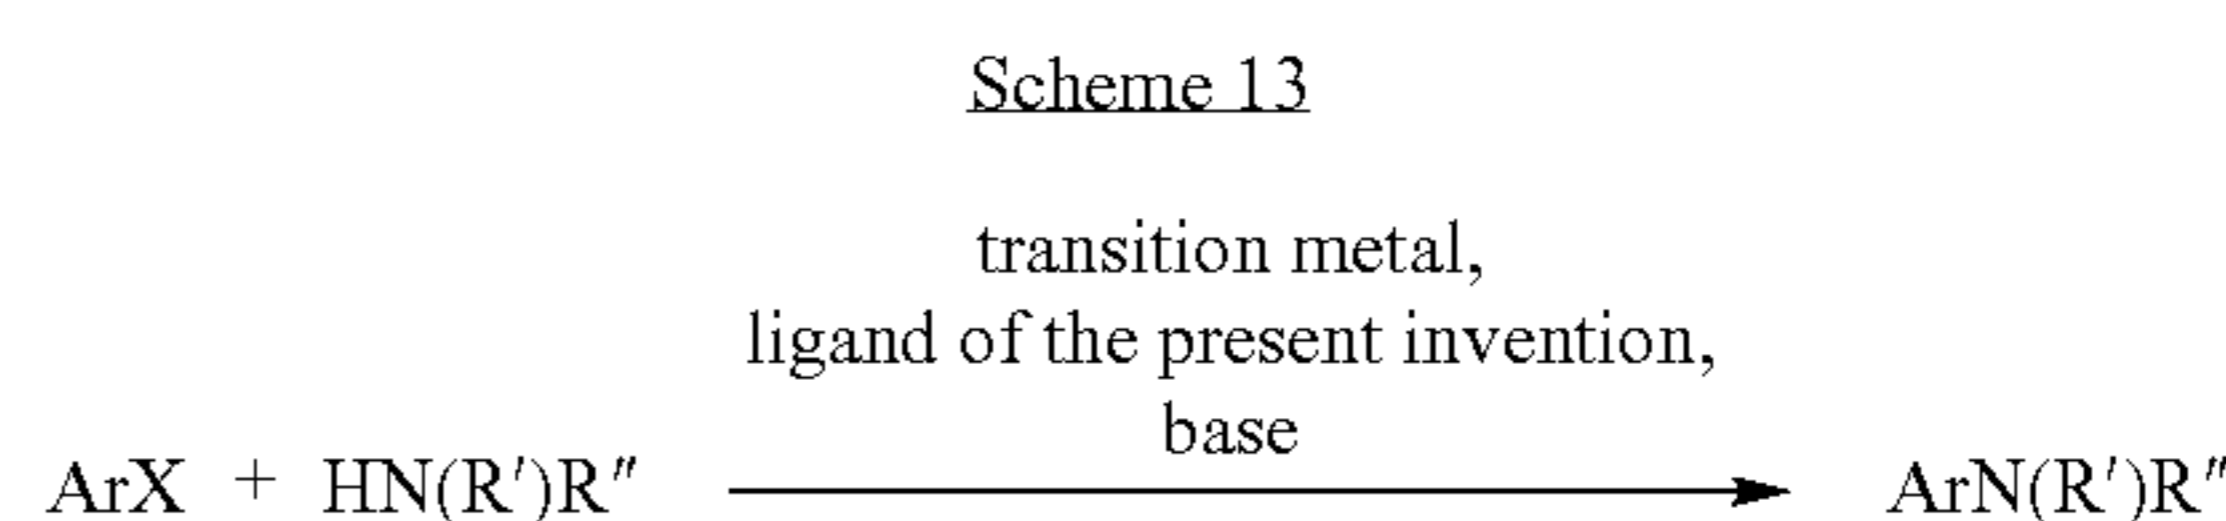 Scheme 13
transition metal,
ligand of the present invention,
base
ArX + HN(R′)R″ ArN(R′)R″